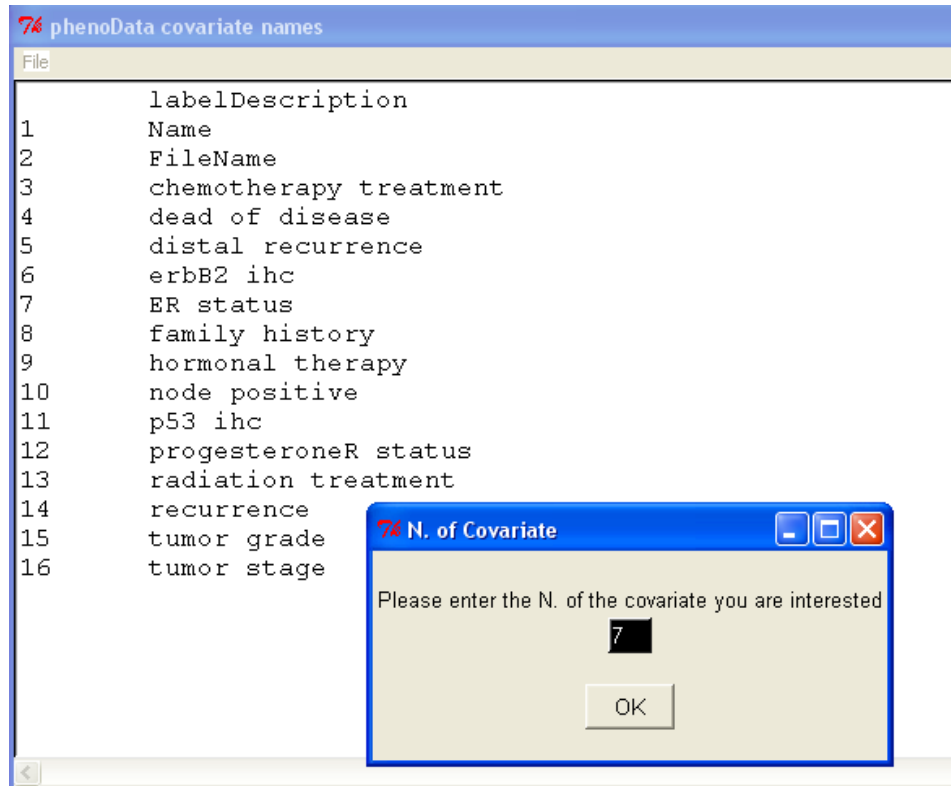 phenoData covariate names
File
labelDescription
1 Name
2 FileName
3 chemotherapy treatment
4 dead of disease
5 distal recurrence
6 erbB2 ihc
7 ER status
8 family history
9 hormonal therapy
10 node positive
11 p53 ihc
12 progesteroneR status
13 radiation treatment
14 recurrence
15 tumor grade
16 tumor stage
N. of Covariate
Please enter the N. of the covariate you are interested
7
OK